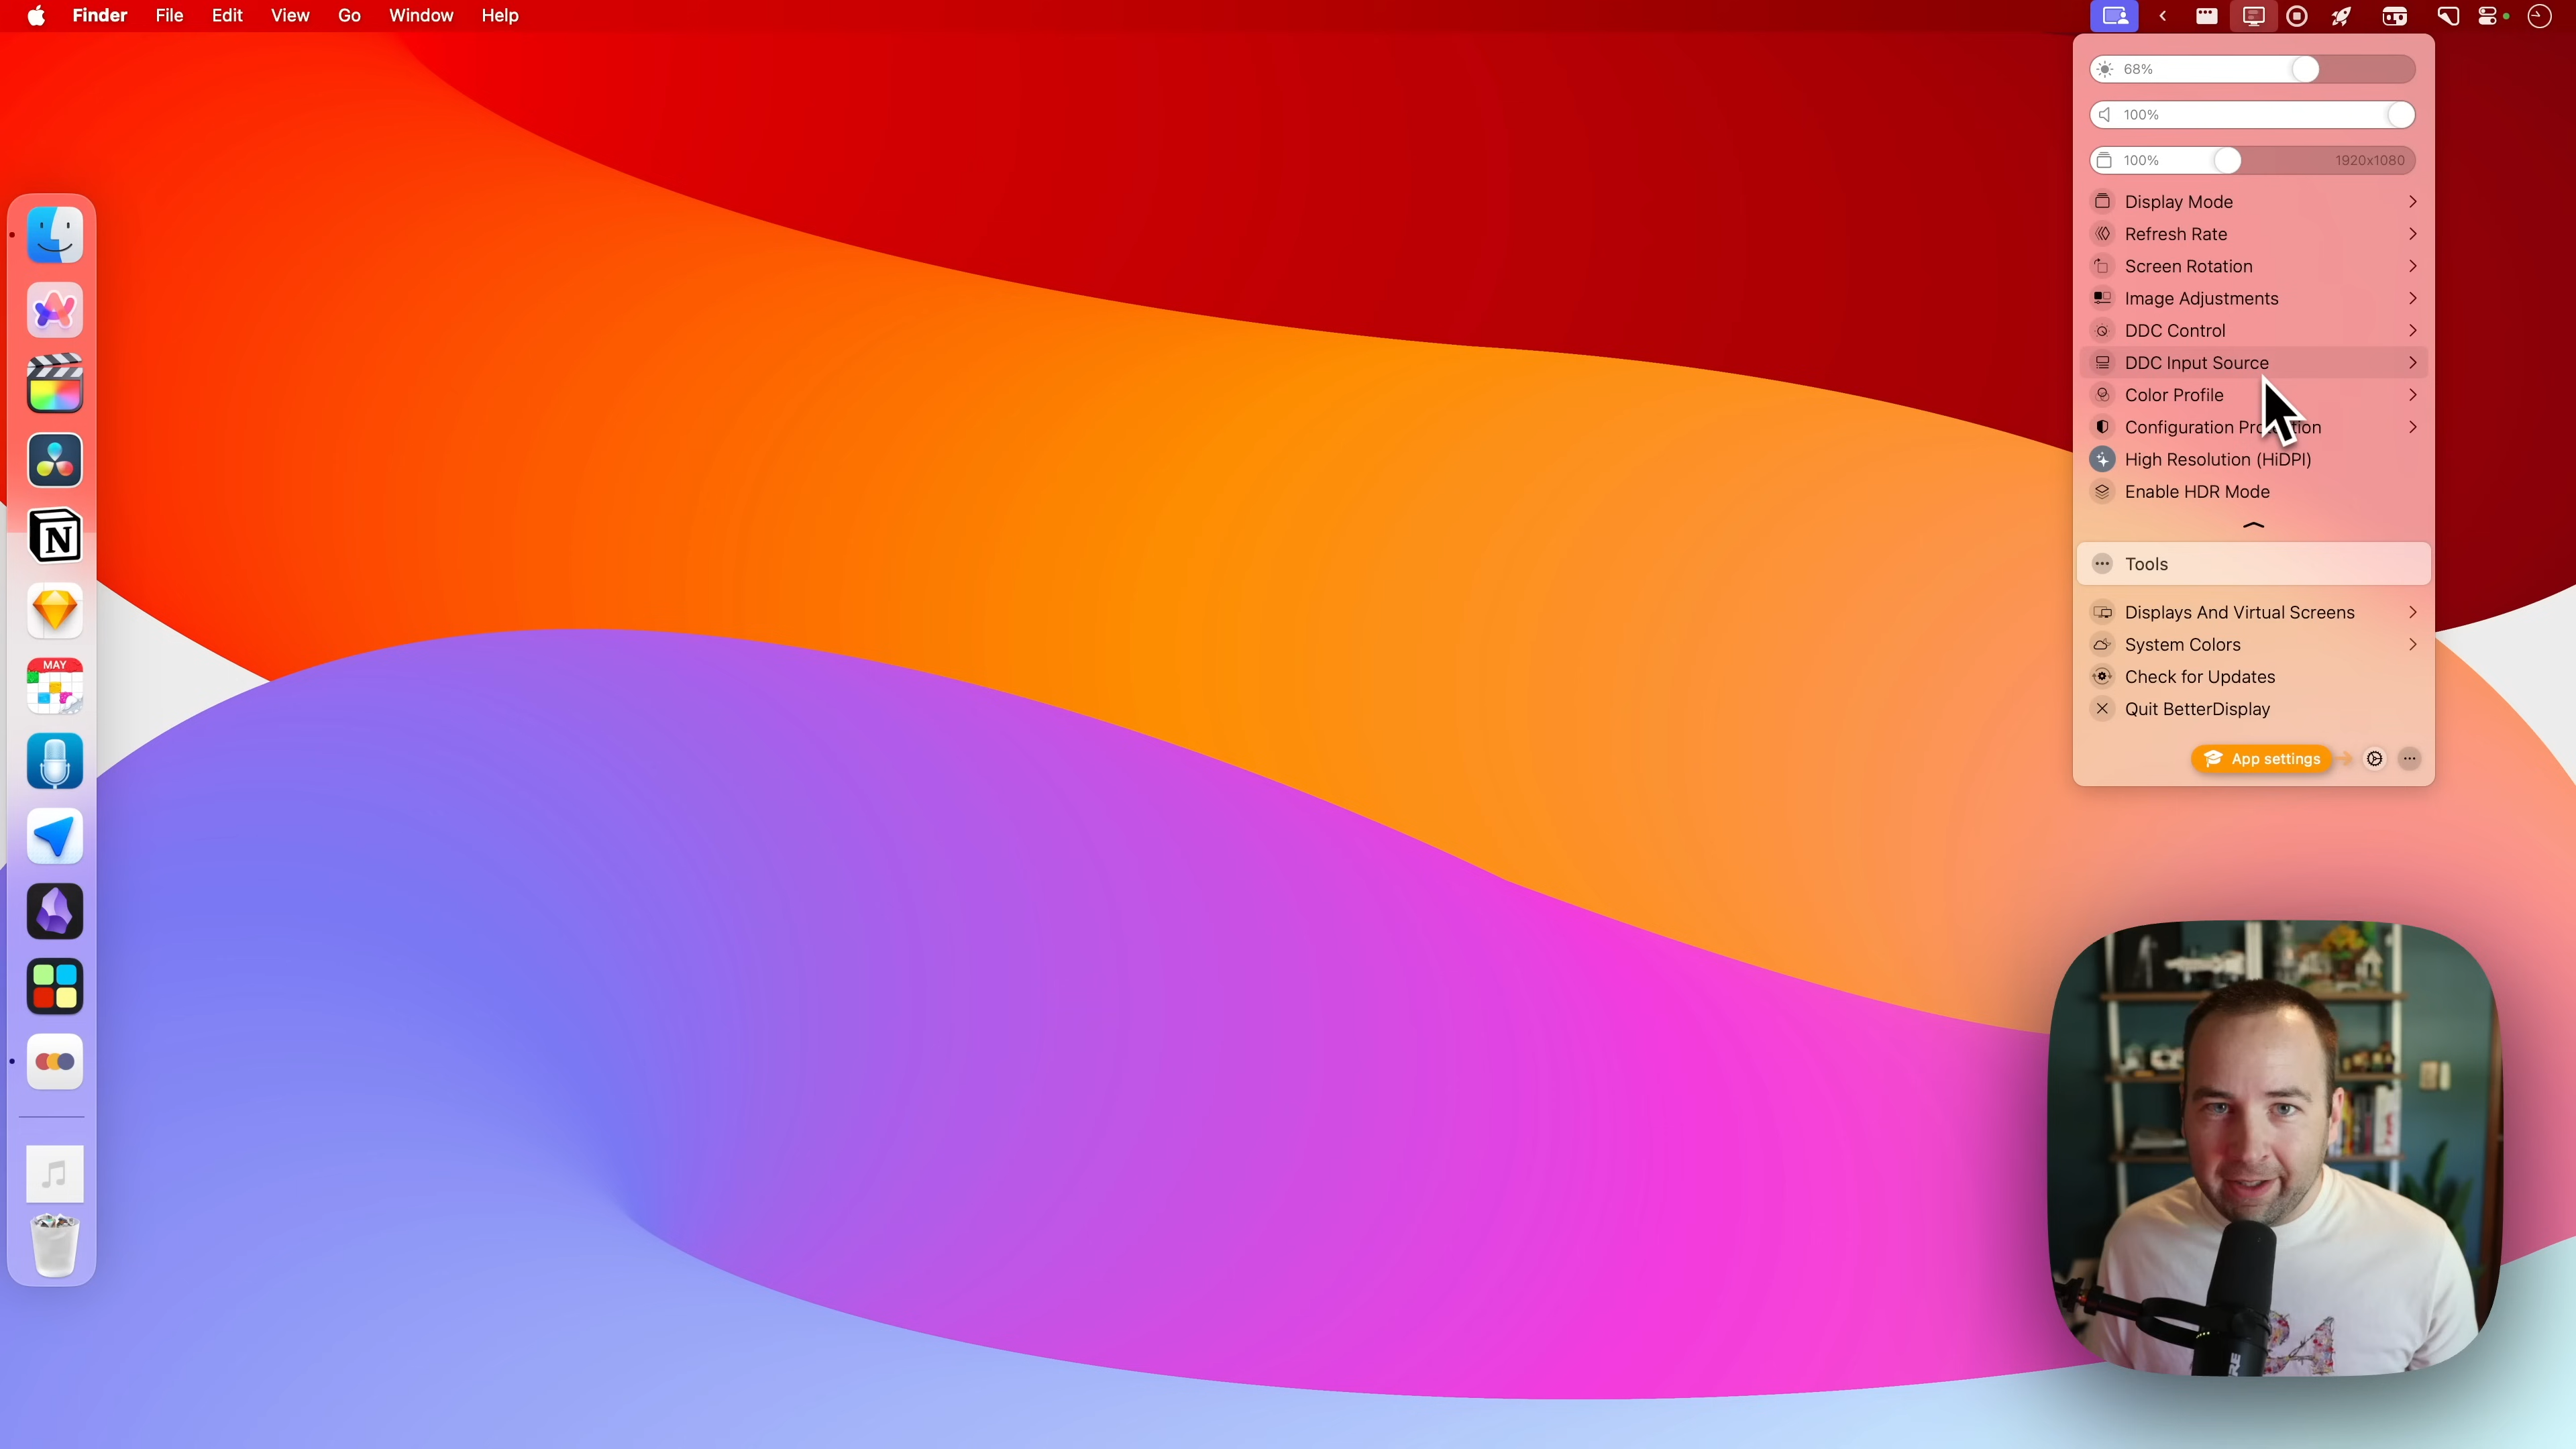 Finder File Edit View Go Window Help
68%
100%
100% 1920x1080
Display Mode
Refresh Rate
Screen Rotation
Image Adjustments
DDC Control
DDC Input Source
Color Profile
Configuration Pro tion
High Resolution (HiDPI)
Enable HDR Mode
Tools
Displays And Virtual Screens
System Colors
Check for Updates
Quit BetterDisplay
App settings
N
MAY